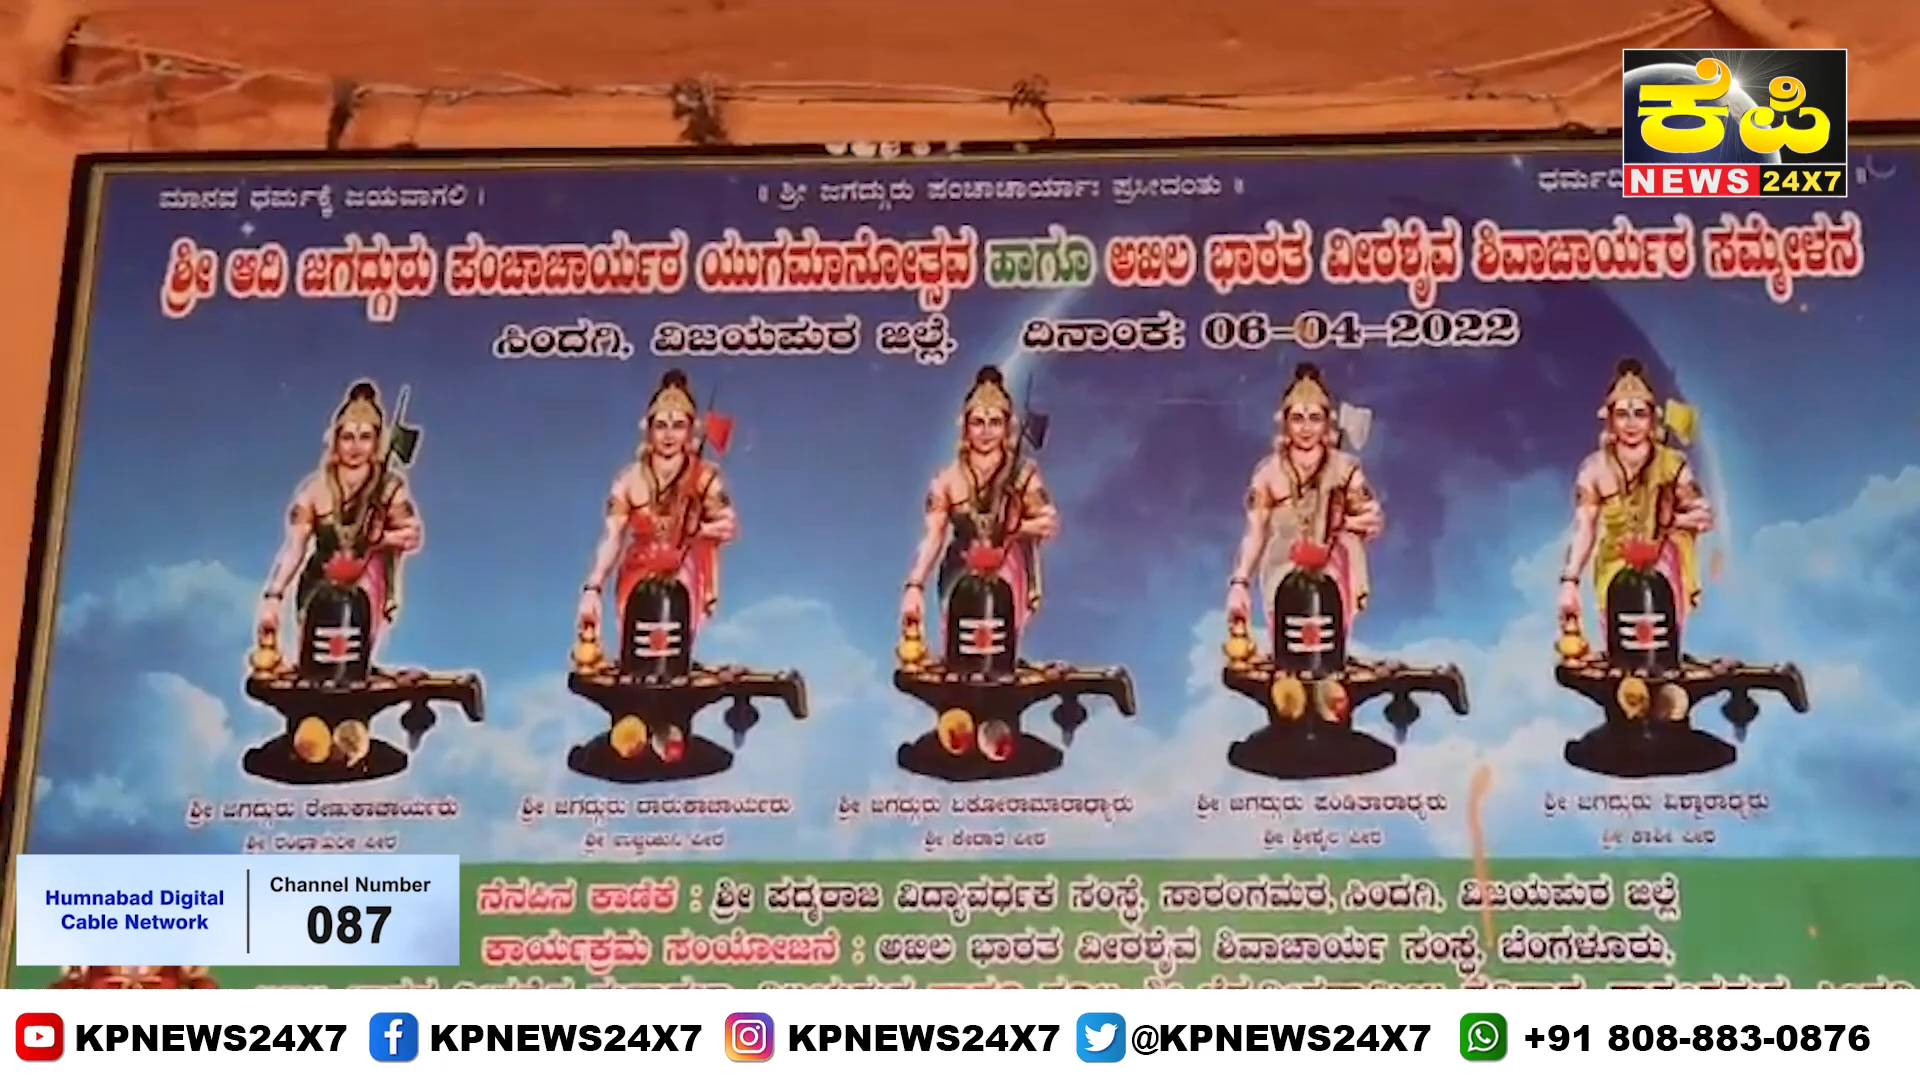 ಕೆಪಿ
NEWS 24X7
ಮಾನವ ಧರ್ಮಕ್ಕೆ ಜಯವಾಗಲಿ । ॥ ಶ್ರೀ ಜಗದ್ಗುರು ಪಂಚಾಚಾರ್ಯಾಃ ಪ್ರಸೀದಂತು ॥
ಶ್ರೀ ಆದಿ ಜಗದ್ಗುರು ಪಂಚಾಚಾರ್ಯರ ಯುಗಮಾನೋತ್ಸವ ಹಾಗೂ ಅಖಿಲ ಭಾರತ ವೀರಶೈವ ಶಿವಾಚಾರ್ಯರ ಸಮ್ಮೇಳನ
ಸಿಂದಗಿ, ವಿಜಯಪುರ ಜಿಲ್ಲೆ. ದಿನಾಂಕ: 06-04-2022
ಶ್ರೀ ಜಗದ್ಗುರು ರೇಣುಕಾಚಾರ್ಯರು ಶ್ರೀ ಜಗದ್ಗುರು ದಾರುಕಾಚಾರ್ಯರು ಶ್ರೀ ಜಗದ್ಗುರು ಏಕೋರಾಮಾರಾಧ್ಯರು ಶ್ರೀ ಜಗದ್ಗುರು ಪಂಡಿತಾರಾಧ್ಯರು ಶ್ರೀ ಜಗದ್ಗುರು ವಿಶ್ವಾರಾಧ್ಯರು
ಶ್ರೀ ರಂಭಾಪುರೀ ಪೀಠ ಶ್ರೀ ಉಜ್ಜಯಿನಿ ಪೀಠ ಶ್ರೀ ಕೇದಾರ ಪೀಠ ಶ್ರೀ ಶ್ರೀಶೈಲ ಪೀಠ ಶ್ರೀ ಕಾಶೀ ಪೀಠ
ನೆನಪಿನ ಕಾಣಿಕೆ : ಶ್ರೀ ಪದ್ಮರಾಜ ವಿದ್ಯಾವರ್ಧಕ ಸಂಸ್ಥೆ, ಸಾರಂಗಮಠ, ಸಿಂದಗಿ, ವಿಜಯಪುರ ಜಿಲ್ಲೆ
ಕಾರ್ಯಕ್ರಮ ಸಂಯೋಜನೆ : ಅಖಿಲ ಭಾರತ ವೀರಶೈವ ಶಿವಾಚಾರ್ಯ ಸಂಸ್ಥೆ, ಬೆಂಗಳೂರು,
Humnabad Digital
Cable Network
Channel Number
087
KPNEWS24X7 KPNEWS24X7 KPNEWS24X7 @KPNEWS24X7 +91 808-883-0876